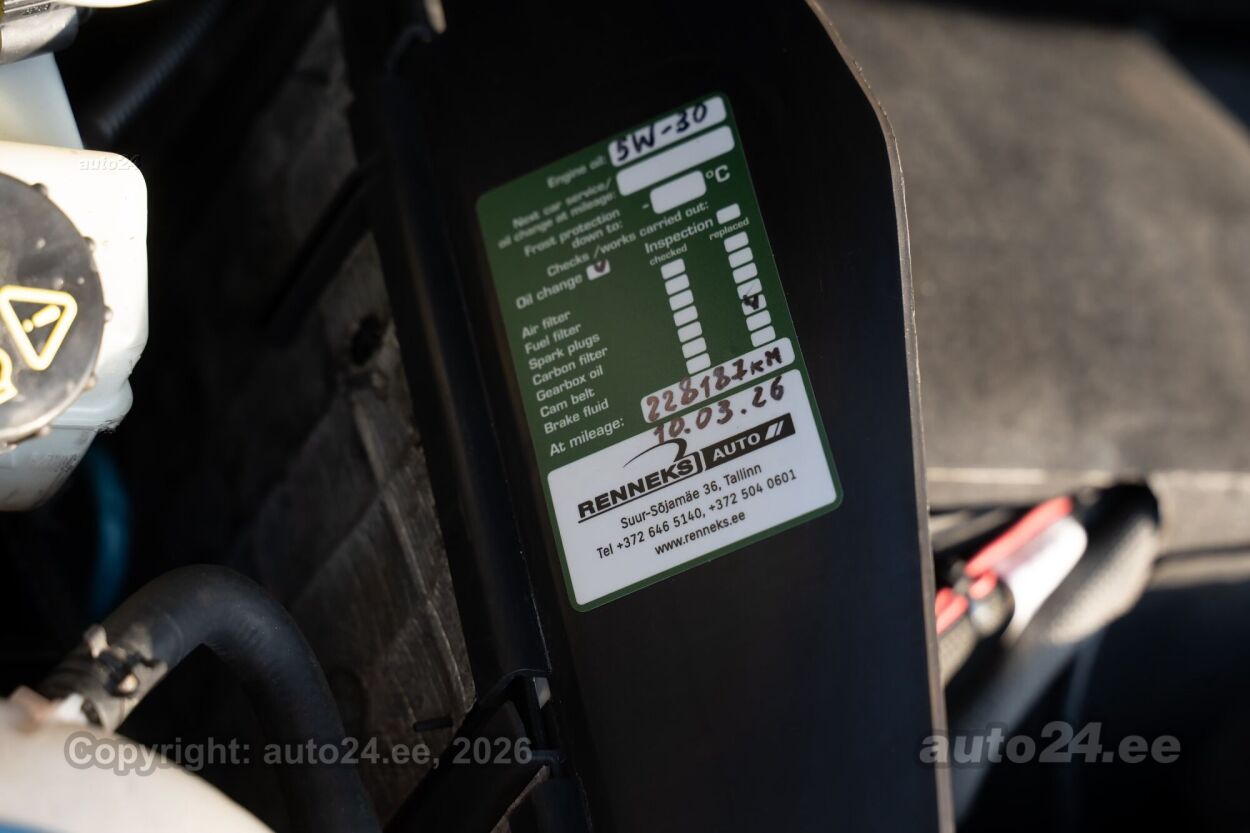 auto24
Engine oil: 5W-30
Next car service/
oil change at mileage:
Frost protection
down to: - °C
Checks /works carried out:
Oil change Inspection
checked replaced
Air filter
Fuel filter
Spark plugs
Carbon filter
Gearbox oil
Cam belt
Brake fluid
At mileage: 228187км
10.03.26
RENNEKS AUTO
Suur-Sõjamäe 36, Tallinn
Tel +372 646 5140, +372 504 0601
www.renneks.ee
Copyright: auto24.ee, 2026
auto24.ee